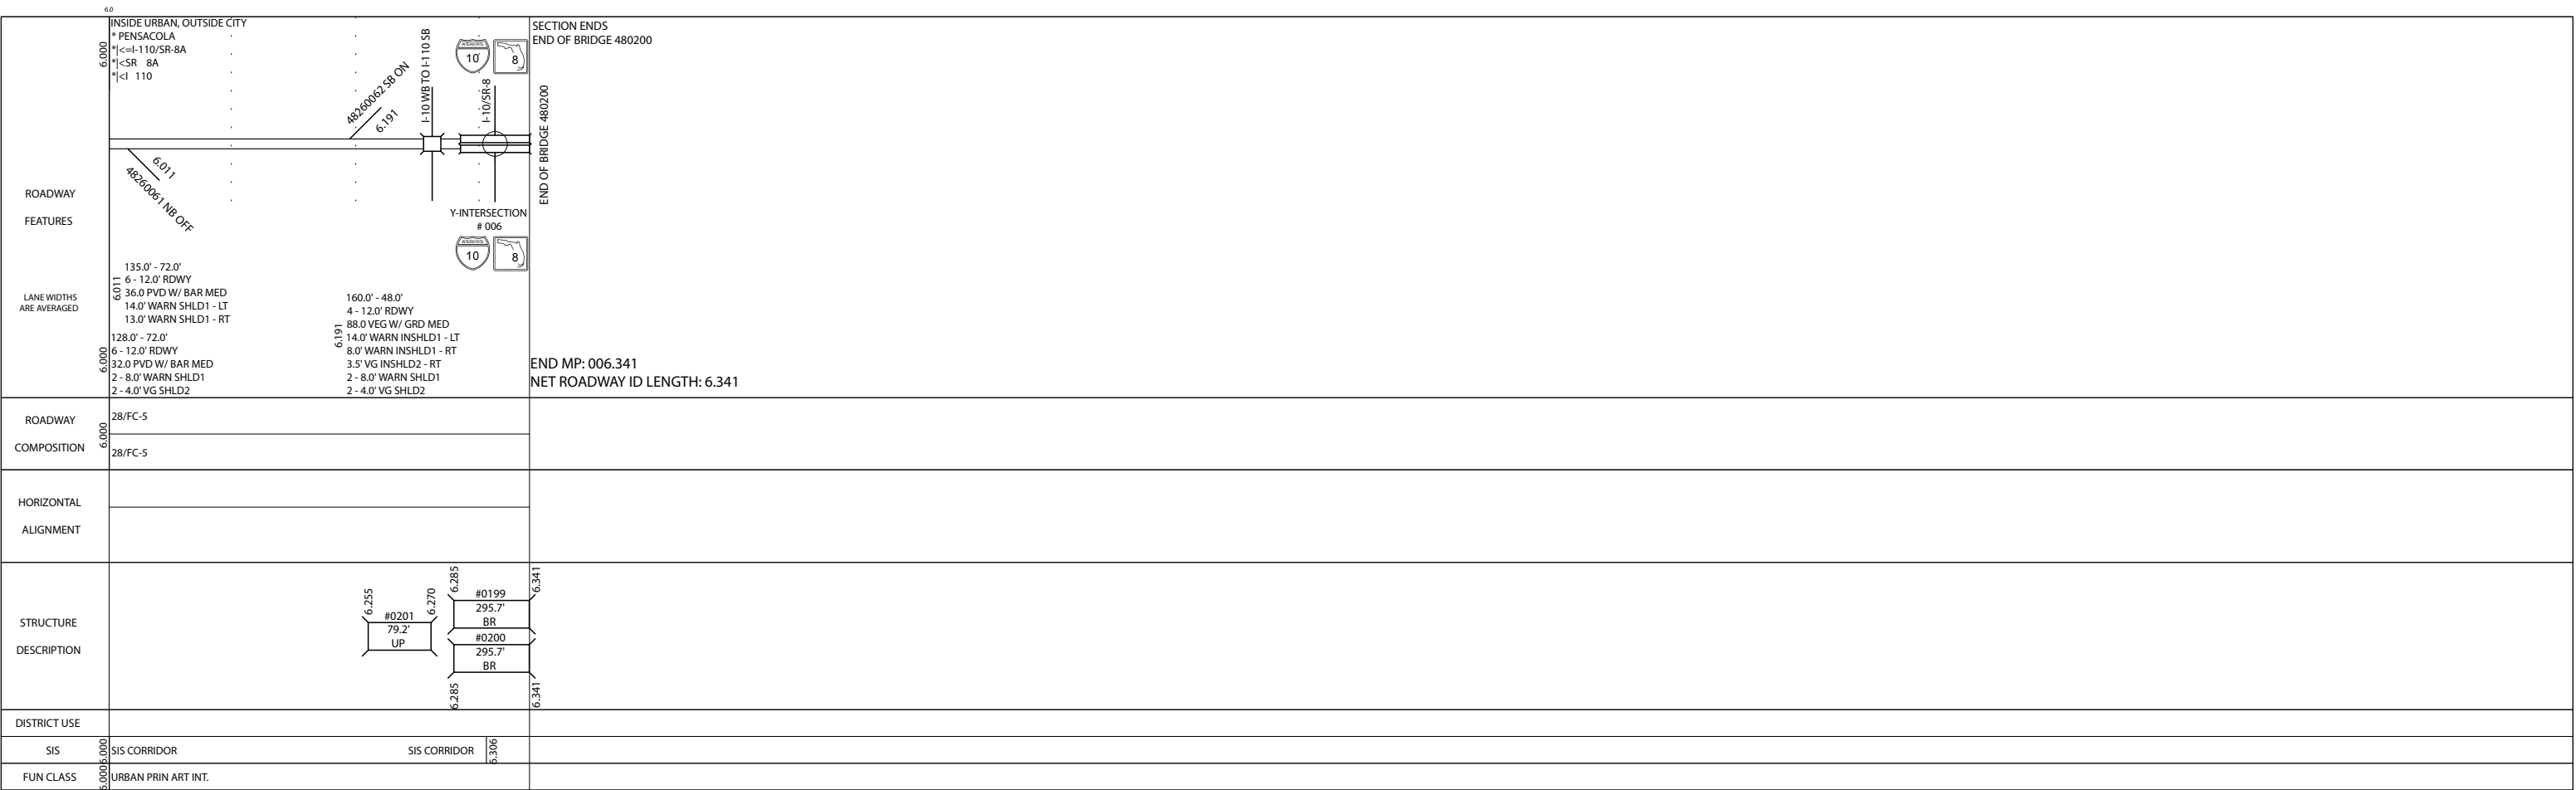 6.0
INSIDE URBAN, OUTSIDE CITY
* PENSACOLA
*|<=I-110/SR-8A
*|<SR 8A
*|<I 110
6.000
SECTION ENDS
END OF BRIDGE 480200
INTERSTATE
10
8
I-10 WB TO I-110 SB
I-10/SR-8
48260062 SB ON
6.191
END OF BRIDGE 480200
6.011
48260061 NB OFF
Y-INTERSECTION
# 006
INTERSTATE
10
8
ROADWAY
FEATURES
LANE WIDTHS
ARE AVERAGED
6.011
135.0' - 72.0'
6 - 12.0' RDWY
36.0 PVD W/ BAR MED
14.0' WARN SHLD1 - LT
13.0' WARN SHLD1 - RT
6.000
128.0' - 72.0'
6 - 12.0' RDWY
32.0 PVD W/ BAR MED
2 - 8.0' WARN SHLD1
2 - 4.0' VG SHLD2
6.191
160.0' - 48.0'
4 - 12.0' RDWY
88.0 VEG W/ GRD MED
14.0' WARN INSHLD1 - LT
8.0' WARN INSHLD1 - RT
3.5' VG INSHLD2 - RT
2 - 8.0' WARN SHLD1
2 - 4.0' VG SHLD2
END MP: 006.341
NET ROADWAY ID LENGTH: 6.341
ROADWAY
COMPOSITION
6.000
28/FC-5
28/FC-5
HORIZONTAL
ALIGNMENT
STRUCTURE
DESCRIPTION
6.255
6.270
#0201
79.2'
UP
6.285
6.341
#0199
295.7'
BR
#0200
295.7'
BR
6.285
6.341
DISTRICT USE
SIS
6.000
SIS CORRIDOR
SIS CORRIDOR
6.306
FUN CLASS
6.000
URBAN PRIN ART INT.